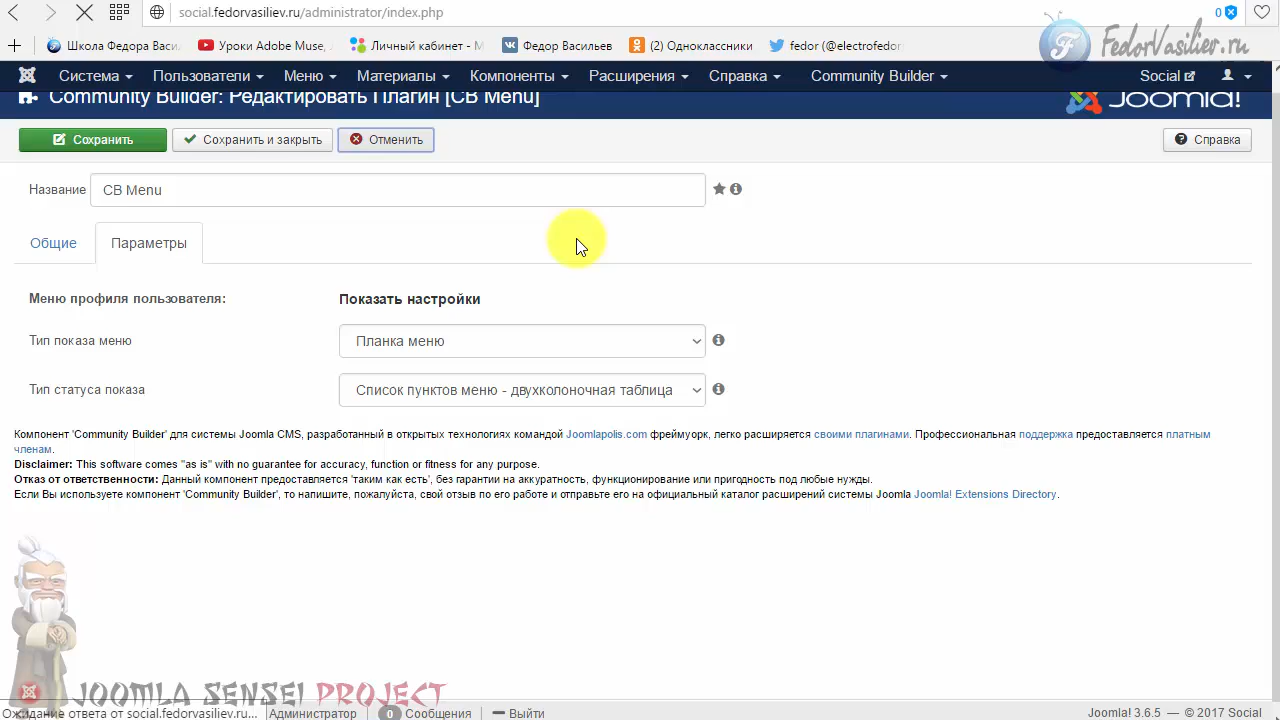 social.fedorvasiliev.ru/administrator/index.php
0
Школа Федора Васи.
Уроки Adobe Muse, .
Личный кабинет - М
Федор Васильев
(2) Одноклассники
fedor (@electrofedor
FedorVasiliev.ru
Система
Пользователи
Меню
Материалы
Компоненты
Расширения
Справка
Community Builder
Social
Community Builder: Редактировать Плагин [CB Menu]
Joomla!
Сохранить
Сохранить и закрыть
Отменить
Справка
Название
CB Menu
Общие
Параметры
Меню профиля пользователя:
Показать настройки
Тип показа меню
Планка меню
Тип статуса показа
Список пунктов меню - двухколоночная таблица
Компонент 'Community Builder' для системы Joomla CMS, разработанный в открытых технологиях командой Joomlapolis.com фреймуорк, легко расширяется своими плагинами. Профессиональная поддержка предоставляется платным
членам.
Disclaimer: This software comes "as is" with no guarantee for accuracy, function or fitness for any purpose.
Отказ от ответственности: Данный компонент предоставляется 'таким как есть', без гарантии на аккуратность, функционирование или пригодность под любые нужды.
Если Вы используете компонент 'Community Builder', то напишите, пожалуйста, свой отзыв по его работе и отправьте его на официальный каталог расширений системы Joomla Joomla! Extensions Directory.
JOOMLA SENSEI PROJECT
Ожидание ответа от social.fedorvasiliev.ru...
Администратор
0 Сообщения
Выйти
Joomla! 3.6.5 — © 2017 Social